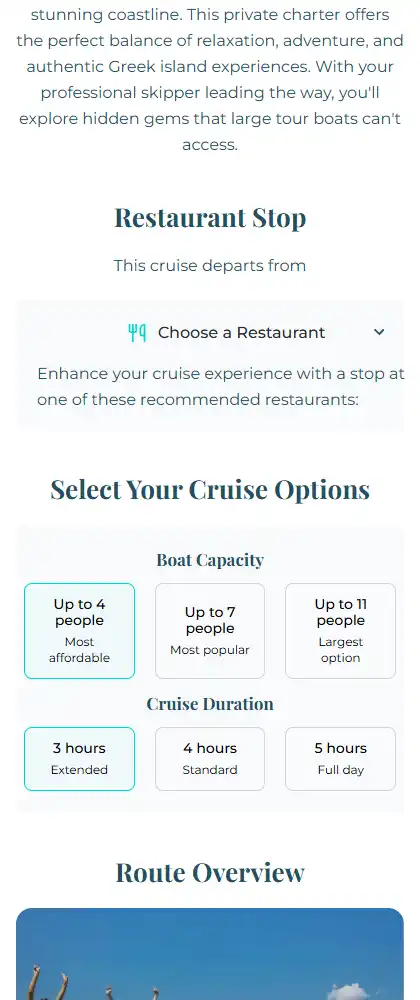 stunning coastline. This private charter offers
the perfect balance of relaxation, adventure, and
authentic Greek island experiences. With your
professional skipper leading the way, you'll
explore hidden gems that large tour boats can't
access.
Restaurant Stop
This cruise departs from
Choose a Restaurant
Enhance your cruise experience with a stop at
one of these recommended restaurants:
Select Your Cruise Options
Boat Capacity
Up to 4
people
Most
affordable
Up to 7
people
Most popular
Up to 11
people
Largest
option
Cruise Duration
3 hours
Extended
4 hours
Standard
5 hours
Full day
Route Overview